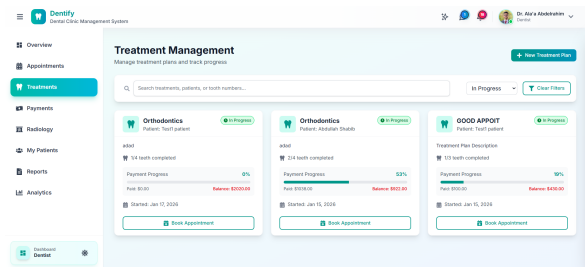 Dentify
Dental Clinic Management System
Dr. Ala'a Abdelrahim
Dentist
Overview
Appointments
Treatments
Payments
Radiology
My Patients
Reports
Analytics
Dashboard
Dentist
Treatment Management
Manage treatment plans and track progress
+ New Treatment Plan
Search treatments, patients, or tooth numbers...
In Progress
Clear Filters
Orthodontics
In Progress
Patient: Test1 patient
adad
1/4 teeth completed
Payment Progress 0%
Paid: $0.00 Balance: $2020.00
Started: Jan 17, 2026
Book Appointment
Orthodontics
In Progress
Patient: Abdullah Shabib
adad
2/4 teeth completed
Payment Progress 53%
Paid: $1038.00 Balance: $922.00
Started: Jan 15, 2026
Book Appointment
GOOD APPOIT
In Progress
Patient: Test1 patient
Treatment Plan Description
1/3 teeth completed
Payment Progress 19%
Paid: $100.00 Balance: $430.00
Started: Jan 15, 2026
Book Appointment